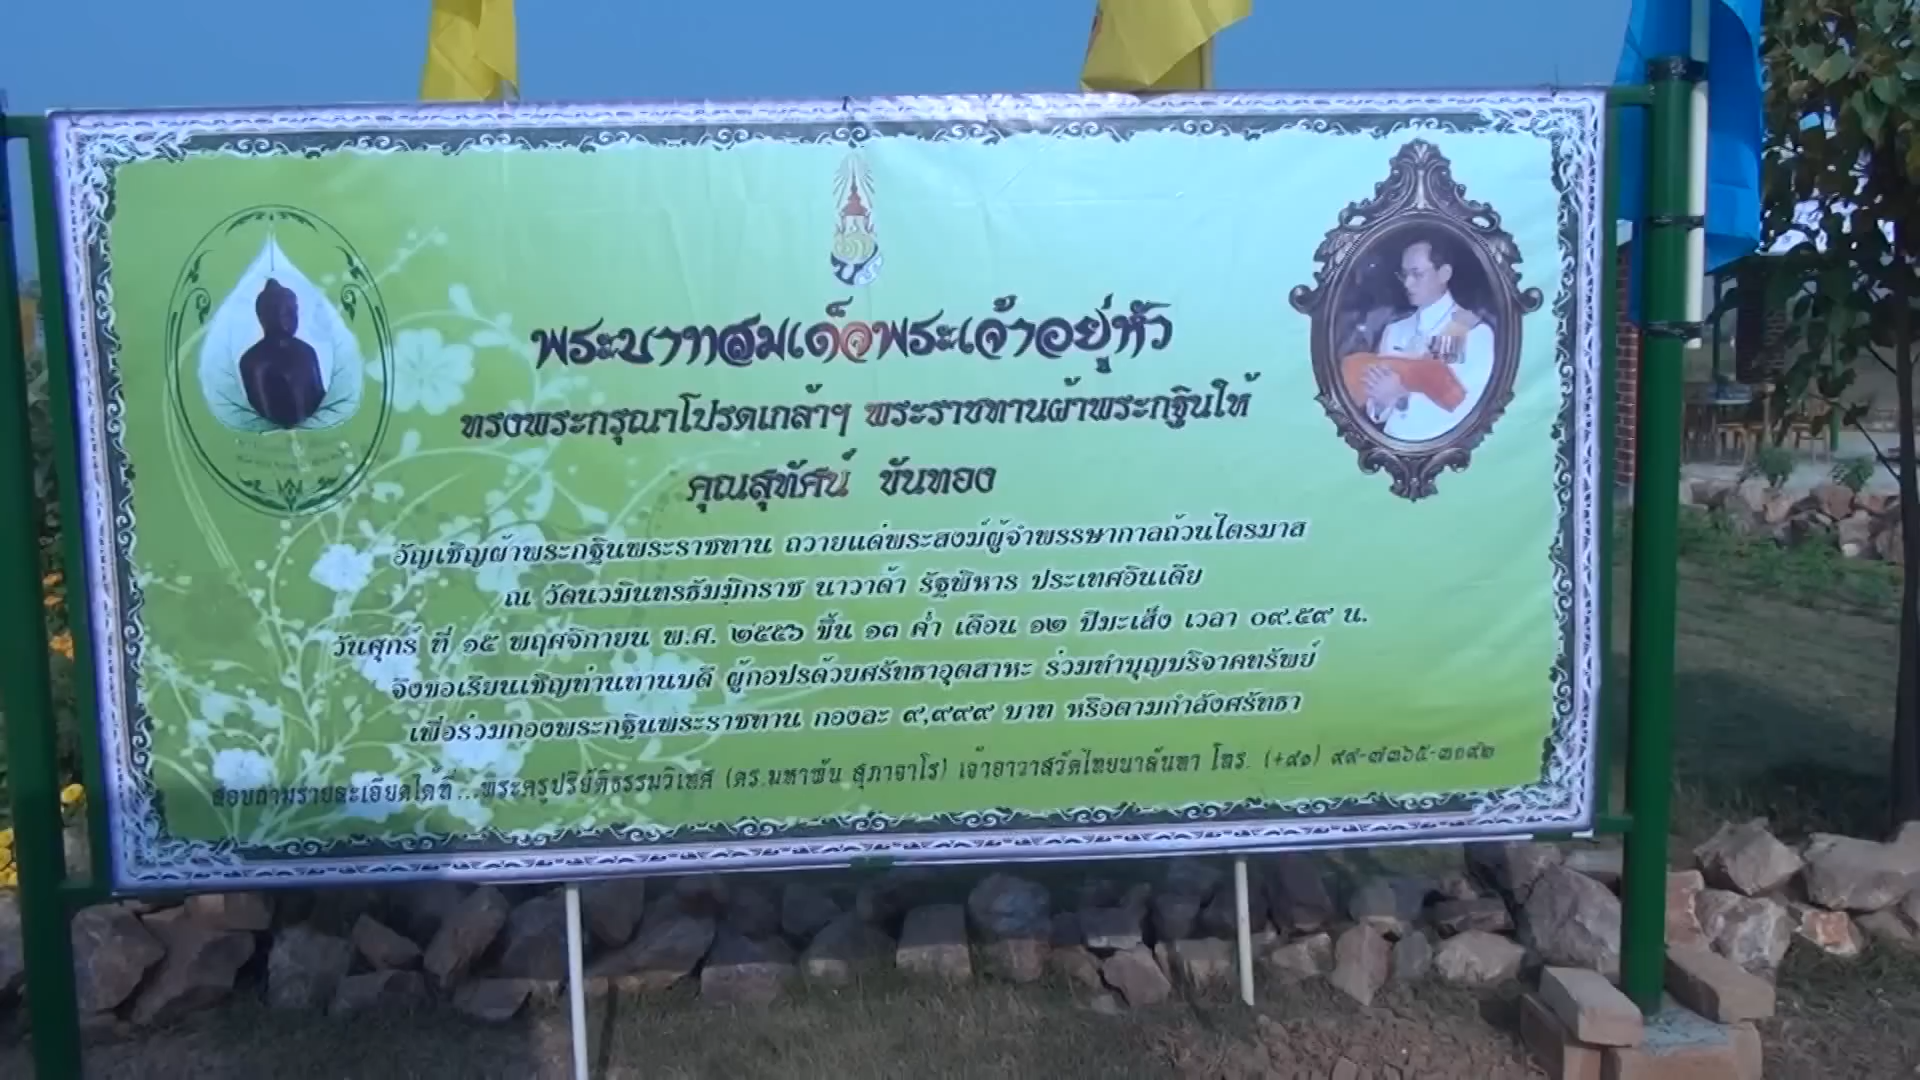 พระบาทสมเด็จพระเจ้าอยู่หัว
ทรงพระกรุณาโปรดเกล้าฯ พระราชทานผ้าพระกฐินให้
คุณสุทัศน์ ขันทอง
อัญเชิญผ้าพระกฐินพระราชทาน ถวายแด่พระสงฆ์ผู้จำพรรษากาลถ้วนไตรมาส
ณ วัดนวมินทรธัมมิกราช นาวาด้า รัฐพิหาร ประเทศอินเดีย
วันศุกร์ ที่ ๑๕ พฤศจิกายน พ.ศ. ๒๕๕๖ ขึ้น ๑๓ ค่ำ เดือน ๑๒ ปีมะเส็ง เวลา ๐๙.๕๙ น.
จึงขอเรียนเชิญท่านทานบดี ผู้กอปรด้วยศรัทธาอุตสาหะ ร่วมทำบุญบริจาคทรัพย์
เพื่อร่วมกองพระกฐินพระราชทาน กองละ ๙,๙๙๙ บาท หรือตามกำลังศรัทธา
สอบถามรายละเอียดได้ที่...พระครูปริยัติธรรมวิเทศ (ดร.มหาพัน สุภาจาโร) เจ้าอาวาสวัดไทยนาลันทา โทร. (+๙๑) ๙๙-๗๓๖๕-๓๐๙๒